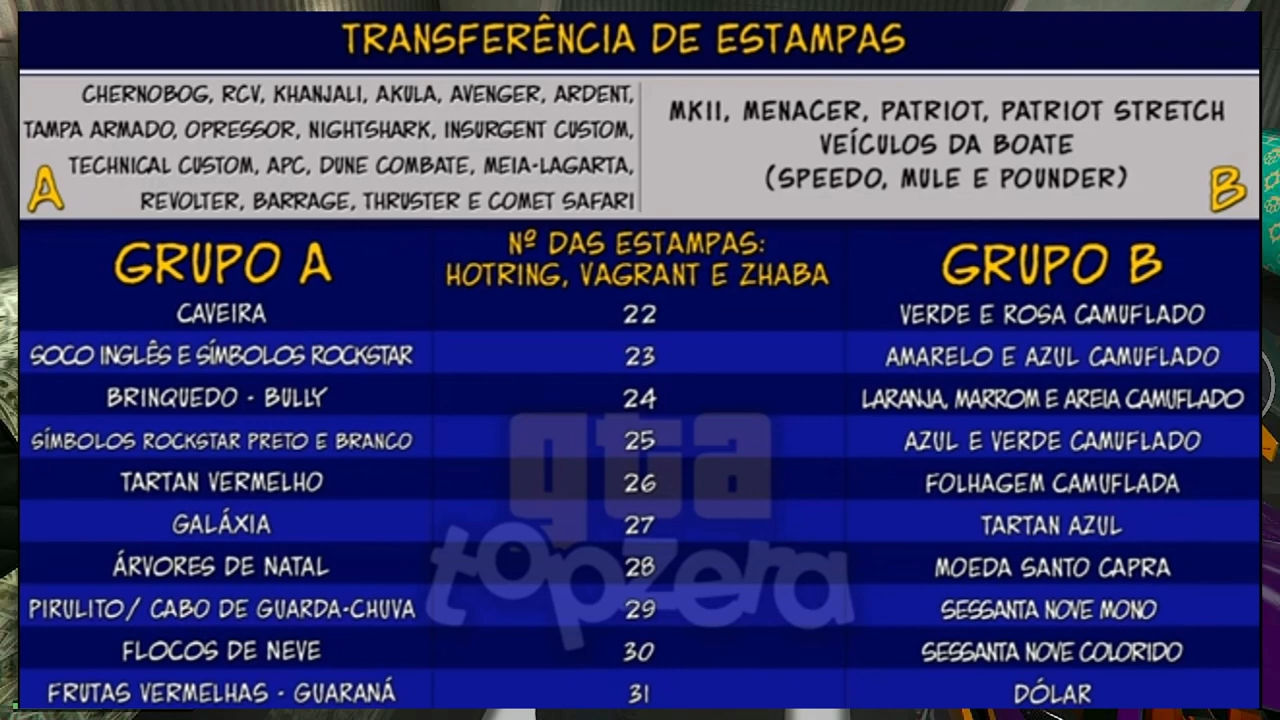 TRANSFERÊNCIA DE ESTAMPAS
CHERNOBOG, RCV, KHANJALI, AKULA, AVENGER, ARDENT,
TAMPA ARMADO, OPRESSOR, NIGHTSHARK, INSURGENT CUSTOM,
TECHNICAL CUSTOM, APC, DUNE COMBATE, MEIA-LAGARTA,
REVOLTER, BARRAGE, THRUSTER E COMET SAFARI
A
MKII, MENACER, PATRIOT, PATRIOT STRETCH
VEÍCULOS DA BOATE
(SPEEDO, MULE E POUNDER)
B
GRUPO A
Nº DAS ESTAMPAS:
HOTRING, VAGRANT E ZHABA
GRUPO B
CAVEIRA 22 VERDE E ROSA CAMUFLADO
SOCO INGLÊS E SÍMBOLOS ROCKSTAR 23 AMARELO E AZUL CAMUFLADO
BRINQUEDO - BULLY 24 LARANJA, MARROM E AREIA CAMUFLADO
SÍMBOLOS ROCKSTAR PRETO E BRANCO 25 AZUL E VERDE CAMUFLADO
TARTAN VERMELHO 26 FOLHAGEM CAMUFLADA
GALÁXIA 27 TARTAN AZUL
ÁRVORES DE NATAL 28 MOEDA SANTO CAPRA
PIRULITO/ CABO DE GUARDA-CHUVA 29 SESSANTA NOVE MONO
FLOCOS DE NEVE 30 SESSANTA NOVE COLORIDO
FRUTAS VERMELHAS - GUARANÁ 31 DÓLAR
gta
topzera